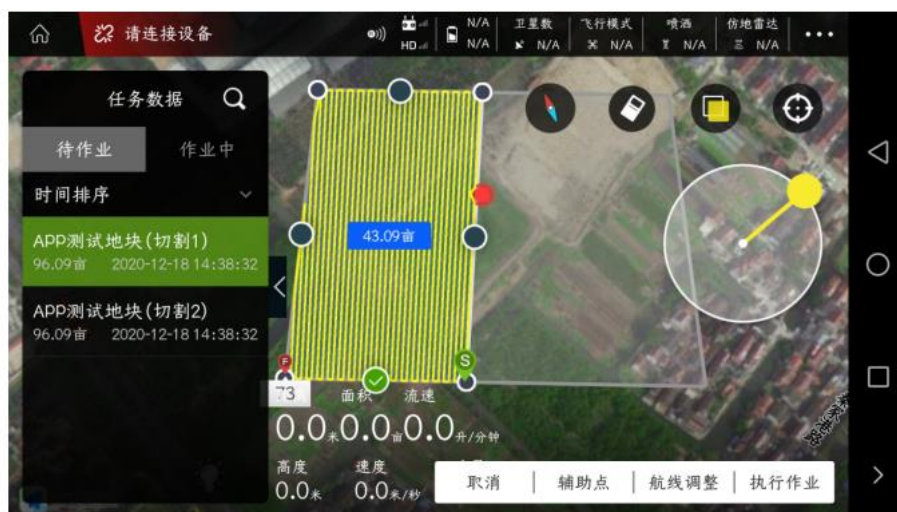 请连接设备
HD
N/A
N/A
卫星数
N/A
飞行模式
N/A
喷洒
N/A
仿地雷达
N/A
任务数据
待作业 作业中
时间排序
APP测试地块(切割1)
96.09亩 2020-12-18 14:38:32
APP测试地块(切割2)
96.09亩 2020-12-18 14:38:32
43.09亩
F
S
73
面积 流速
0.0米 0.0亩 0.0升/分钟
高度 速度
0.0米 0.0米/秒
取消 辅助点 航线调整 执行作业